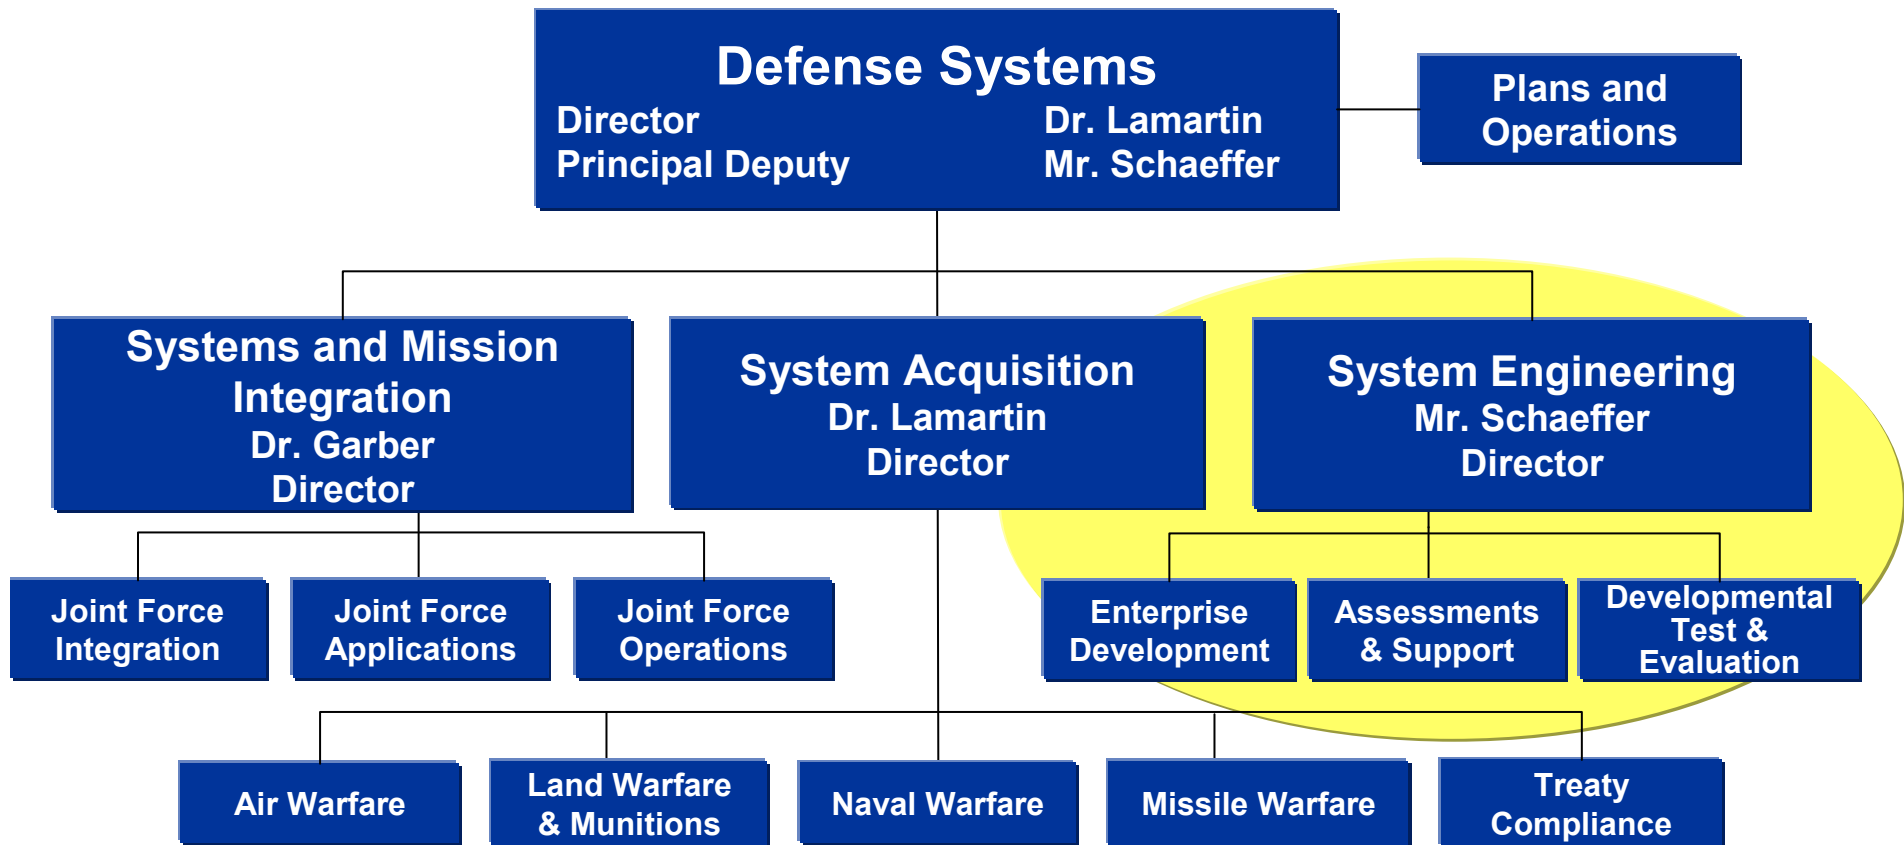 Defense Systems
Director Dr. Lamartin
Principal Deputy Mr. Schaeffer
Plans and
Operations
Systems and Mission
Integration
Dr. Garber
Director
System Acquisition
Dr. Lamartin
Director
System Engineering
Mr. Schaeffer
Director
Joint Force
Integration
Joint Force
Applications
Joint Force
Operations
Enterprise
Development
Assessments
& Support
Developmental
Test &
Evaluation
Air Warfare
Land Warfare
& Munitions
Naval Warfare
Missile Warfare
Treaty
Compliance